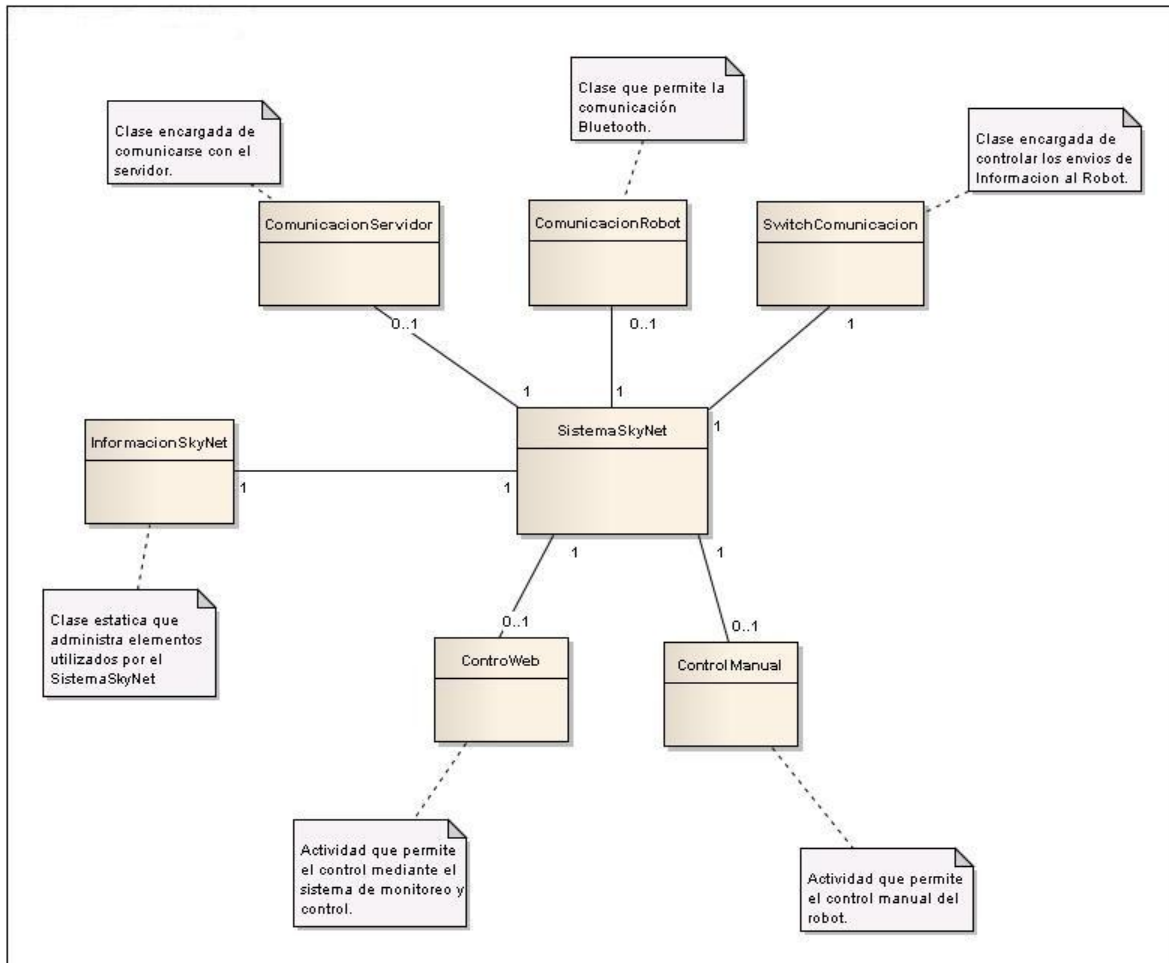 Clase que permite la
comunicación
Bluetooth.
Clase encargada de
comunicarse con el
servidor.
Clase encargada de
controlar los envios de
Informacion al Robot.
ComunicacionServidor
ComunicacionRobot
SwitchComunicacion
0..1
0..1
1
1
1
1
SistemaSkyNet
InformacionSkyNet
1
1
1
1
Clase estatica que
administra elementos
utilizados por el
SistemaSkyNet
0..1
0..1
ControWeb
ControlManual
Actividad que permite
el control mediante el
sistema de monitoreo y
control.
Actividad que permite
el control manual del
robot.